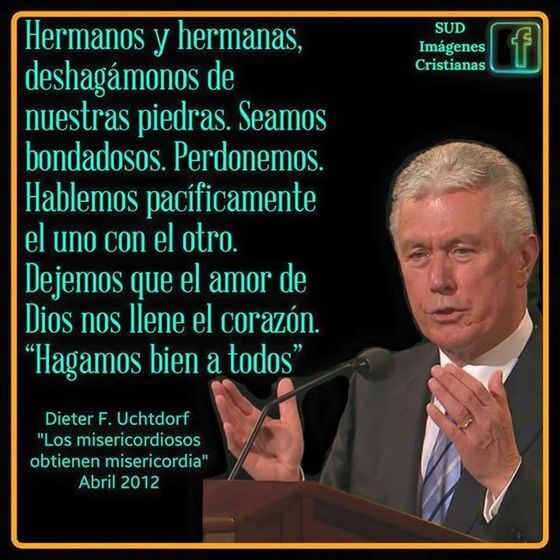 Hermanos y hermanas,
deshagámonos de
nuestras piedras. Seamos
bondadosos. Perdonemos.
Hablemos pacíficamente
el uno con el otro.
Dejemos que el amor de
Dios nos llene el corazón.
“Hagamos bien a todos”
Dieter F. Uchtdorf
"Los misericordiosos
obtienen misericordia"
Abril 2012
SUD
Imágenes
Cristianas
f